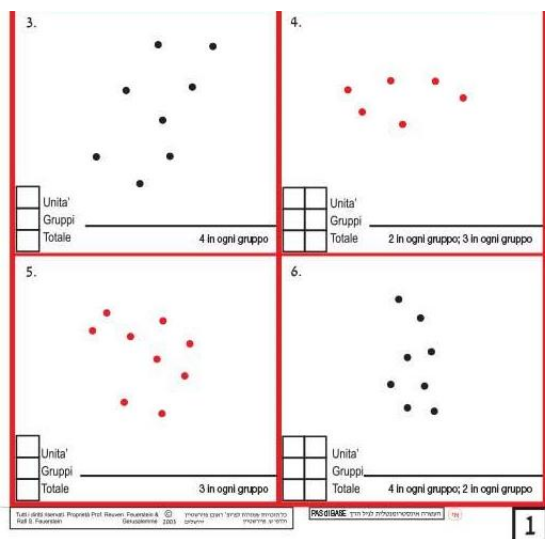 3.
Unita'
Gruppi
Totale
4 in ogni gruppo
4.
Unita'
Gruppi
Totale
2 in ogni gruppo; 3 in ogni gruppo
5.
Unita'
Gruppi
Totale
3 in ogni gruppo
6.
Unita'
Gruppi
Totale
4 in ogni gruppo; 2 in ogni gruppo
Tutti i diritti riservati. Proprietà Prof. Reuven Feuerstein &
Rafi S. Feuerstein Gerusalemme 2003
©
PAS di BASE
1